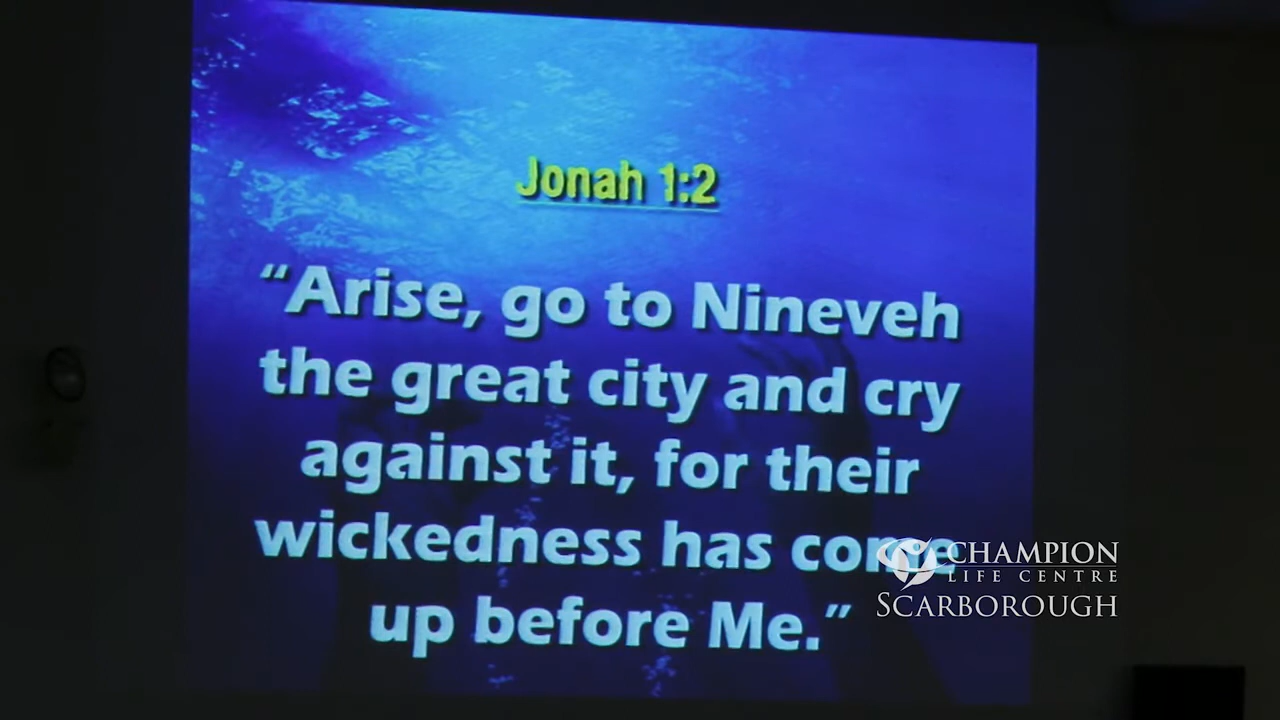 Jonah 1:2
“Arise, go to Nineveh
the great city and cry
against it, for their
wickedness has come
up before Me.”
CHAMPION
LIFE CENTRE
SCARBOROUGH